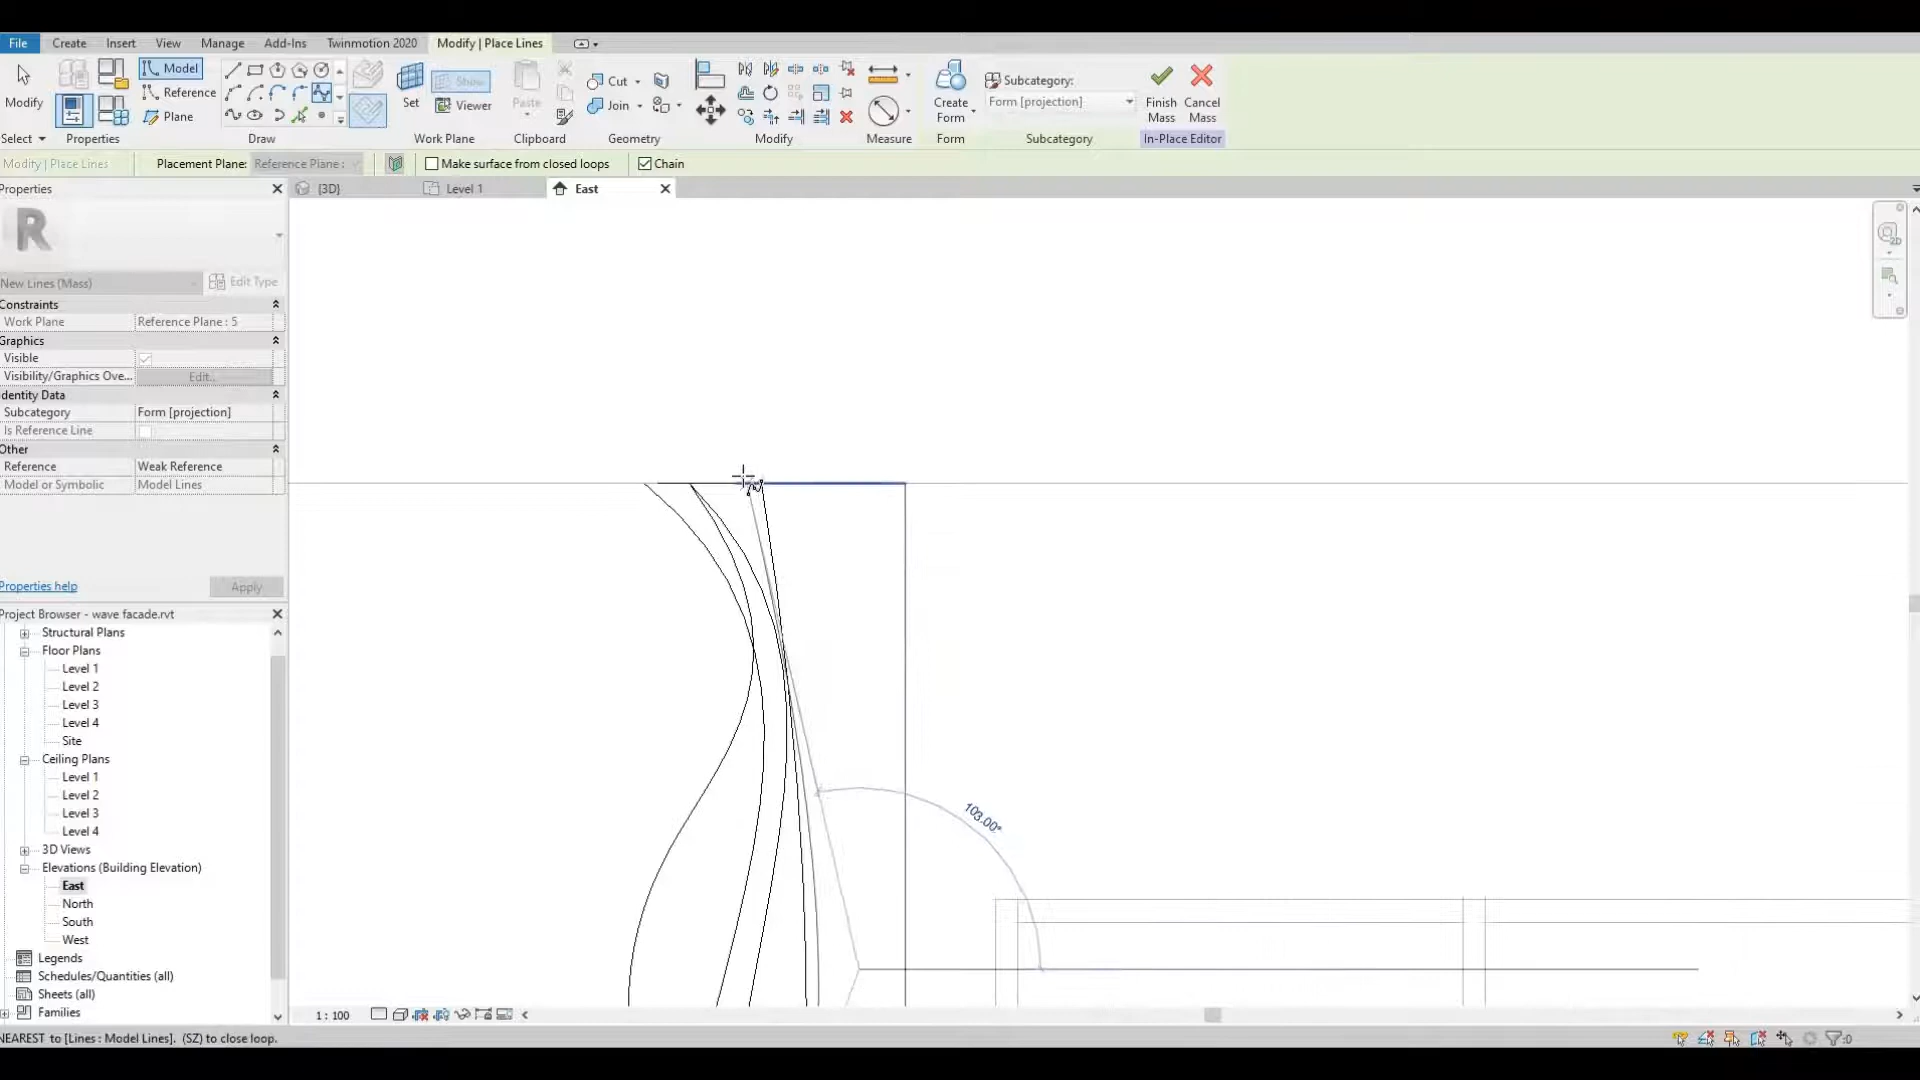 File Create Insert View Manage Add-Ins Twinmotion 2020 Modify | Place Lines
Modify
Model
Reference
Plane
Set
Show
Viewer
Paste
Cut
Join
Create Form
Subcategory:
Form [projection]
Finish Mass
Cancel Mass
Select Properties Draw Work Plane Clipboard Geometry Modify Measure Form Subcategory In-Place Editor
Modify | Place Lines Placement Plane: Reference Plane : Make surface from closed loops Chain
Properties {3D} Level 1 East
R
New Lines (Mass) Edit Type
Constraints
Work Plane Reference Plane : 5
Graphics
Visible
Visibility/Graphics Ove... Edit...
dentity Data
Subcategory Form [projection]
Is Reference Line
Other
Reference Weak Reference
Model or Symbolic Model Lines
Properties help Apply
Project Browser - wave facade.rvt
Structural Plans
Floor Plans
Level 1
Level 2
Level 3
Level 4
Site
Ceiling Plans
Level 1
Level 2
Level 3
Level 4
3D Views
Elevations (Building Elevation)
East
North
South
West
Legends
Schedules/Quantities (all)
Sheets (all)
Families
2D
103.00°
1 : 100
NEAREST to [Lines : Model Lines]. (SZ) to close loop.
:0